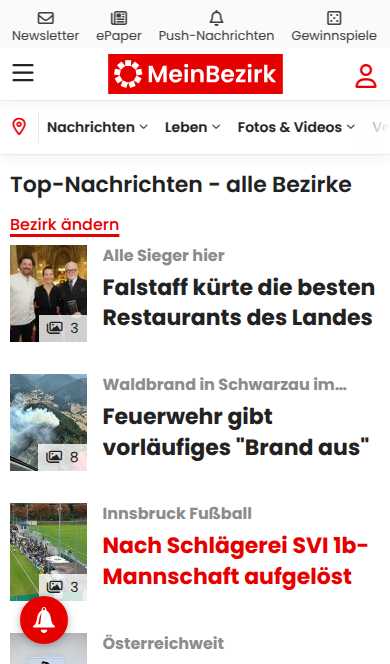 Newsletter
ePaper
Push-Nachrichten
Gewinnspiele
MeinBezirk
Nachrichten
Leben
Fotos & Videos
Top-Nachrichten - alle Bezirke
Bezirk ändern
Alle Sieger hier
Falstaff kürte die besten
Restaurants des Landes
3
Waldbrand in Schwarzau im...
Feuerwehr gibt
vorläufiges "Brand aus"
8
Innsbruck Fußball
Nach Schlägerei SVI 1b-
Mannschaft aufgelöst
3
Österreichweit